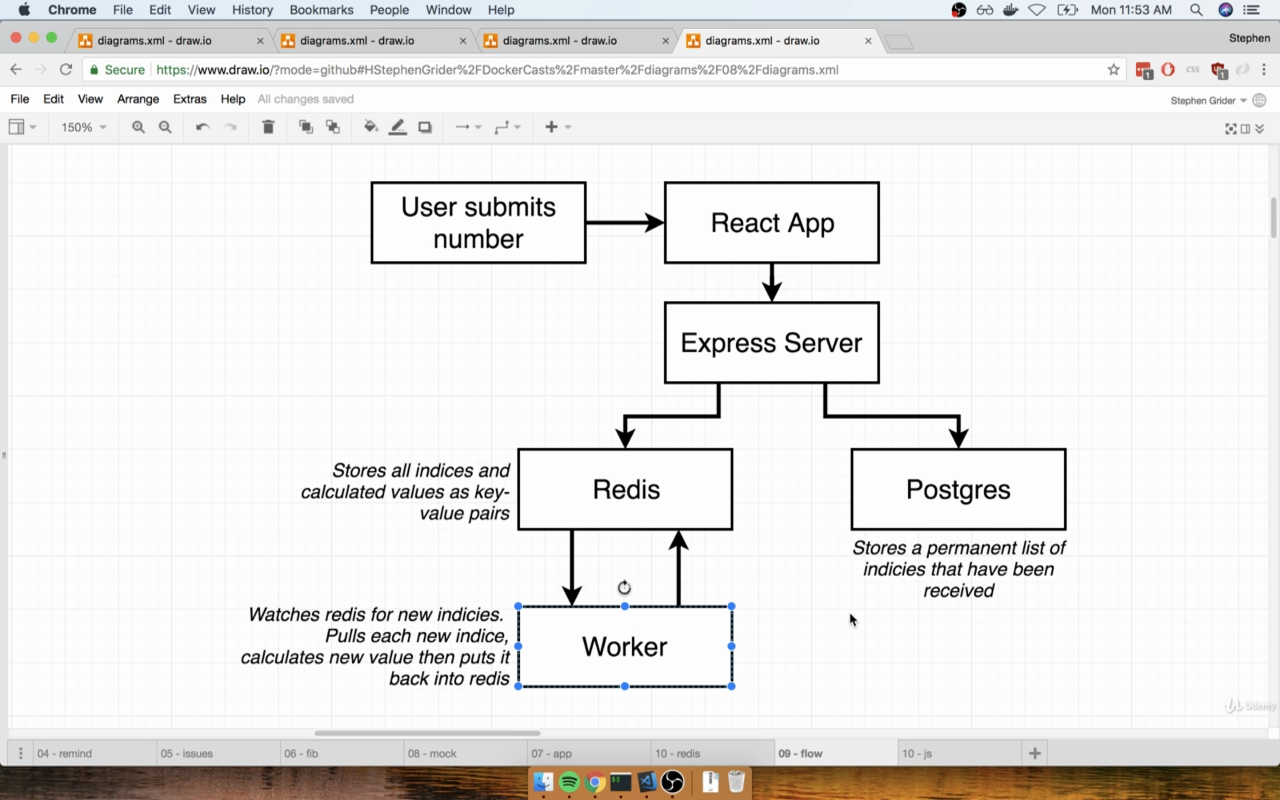 Chrome File Edit View History Bookmarks People Window Help Mon 11:53 AM
diagrams.xml - draw.io diagrams.xml - draw.io diagrams.xml - draw.io diagrams.xml - draw.io Stephen
Secure https://www.draw.io/?mode=github#HStephenGrider%2FDockerCasts%2Fmaster%2Fdiagrams%2F08%2Fdiagrams.xml
File Edit View Arrange Extras Help All changes saved Stephen Grider
150%
User submits
number
React App
Express Server
Stores all indices and
calculated values as key-
value pairs
Redis
Postgres
Stores a permanent list of
indicies that have been
received
Watches redis for new indicies.
Pulls each new indice,
calculates new value then puts it
back into redis
Worker
Udemy
04 - remind 05 - issues 06 - fib 08 - mock 07 - app 10 - redis 09 - flow 10 - js